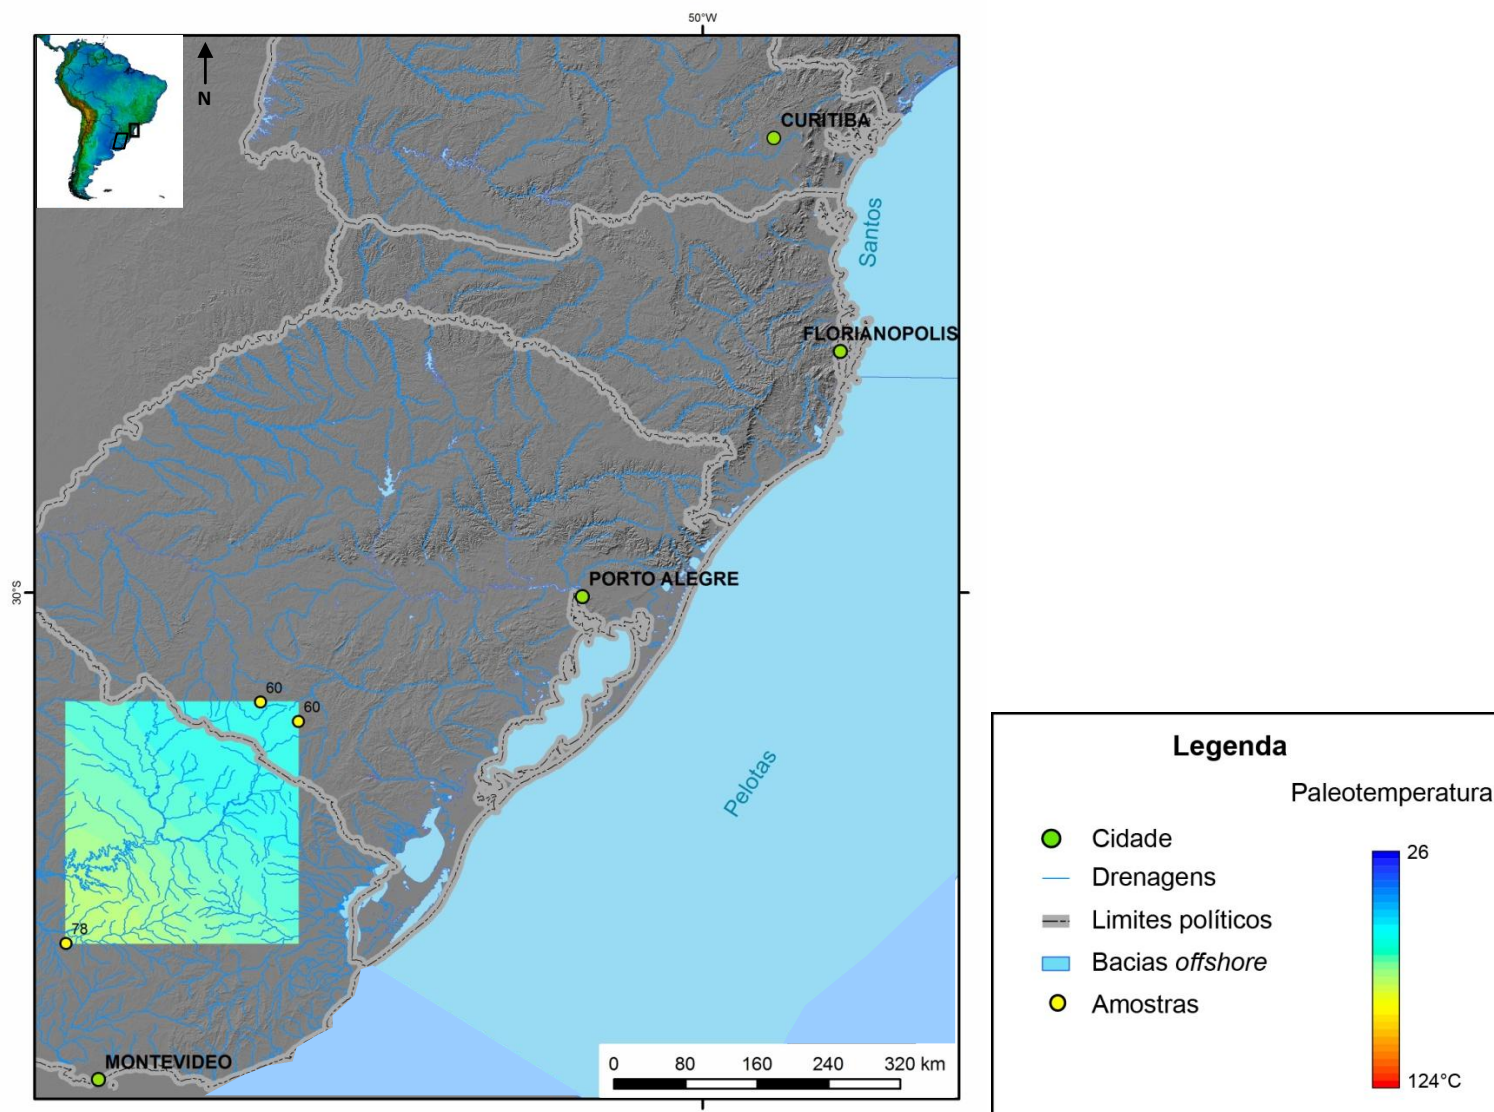 50°W
N
CURITIBA
Santos
FLORIANOPOLIS
30°S
PORTO ALEGRE
60
60
Pelotas
78
MONTEVIDEO
0 80 160 240 320 km
Legenda
Paleotemperatura
Cidade
26
Drenagens
Limites políticos
Bacias offshore
Amostras
124°C